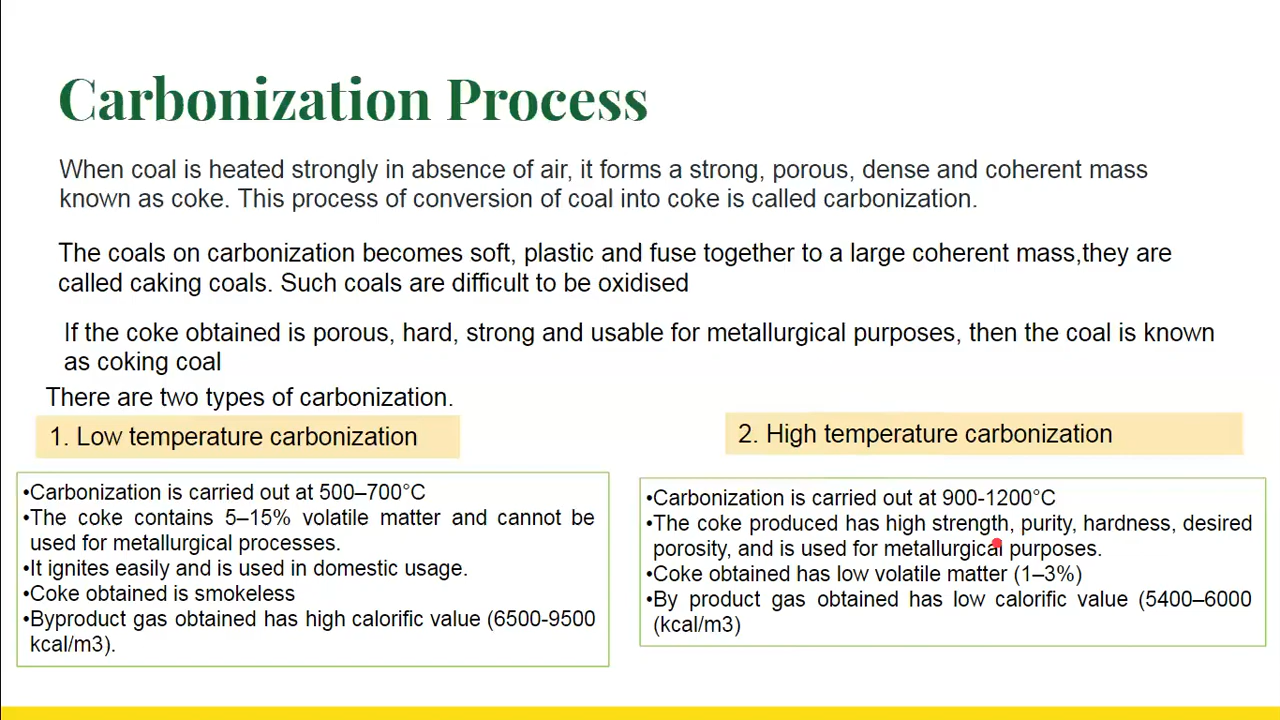 Carbonization Process
When coal is heated strongly in absence of air, it forms a strong, porous, dense and coherent mass
known as coke. This process of conversion of coal into coke is called carbonization.
The coals on carbonization becomes soft, plastic and fuse together to a large coherent mass,they are
called caking coals. Such coals are difficult to be oxidised
If the coke obtained is porous, hard, strong and usable for metallurgical purposes, then the coal is known
as coking coal
There are two types of carbonization.
1. Low temperature carbonization
•Carbonization is carried out at 500–700°C
•The coke contains 5–15% volatile matter and cannot be
used for metallurgical processes.
•It ignites easily and is used in domestic usage.
•Coke obtained is smokeless
•Byproduct gas obtained has high calorific value (6500-9500
kcal/m3).
2. High temperature carbonization
•Carbonization is carried out at 900-1200°C
•The coke produced has high strength, purity, hardness, desired
porosity, and is used for metallurgical purposes.
•Coke obtained has low volatile matter (1–3%)
•By product gas obtained has low calorific value (5400–6000
(kcal/m3)